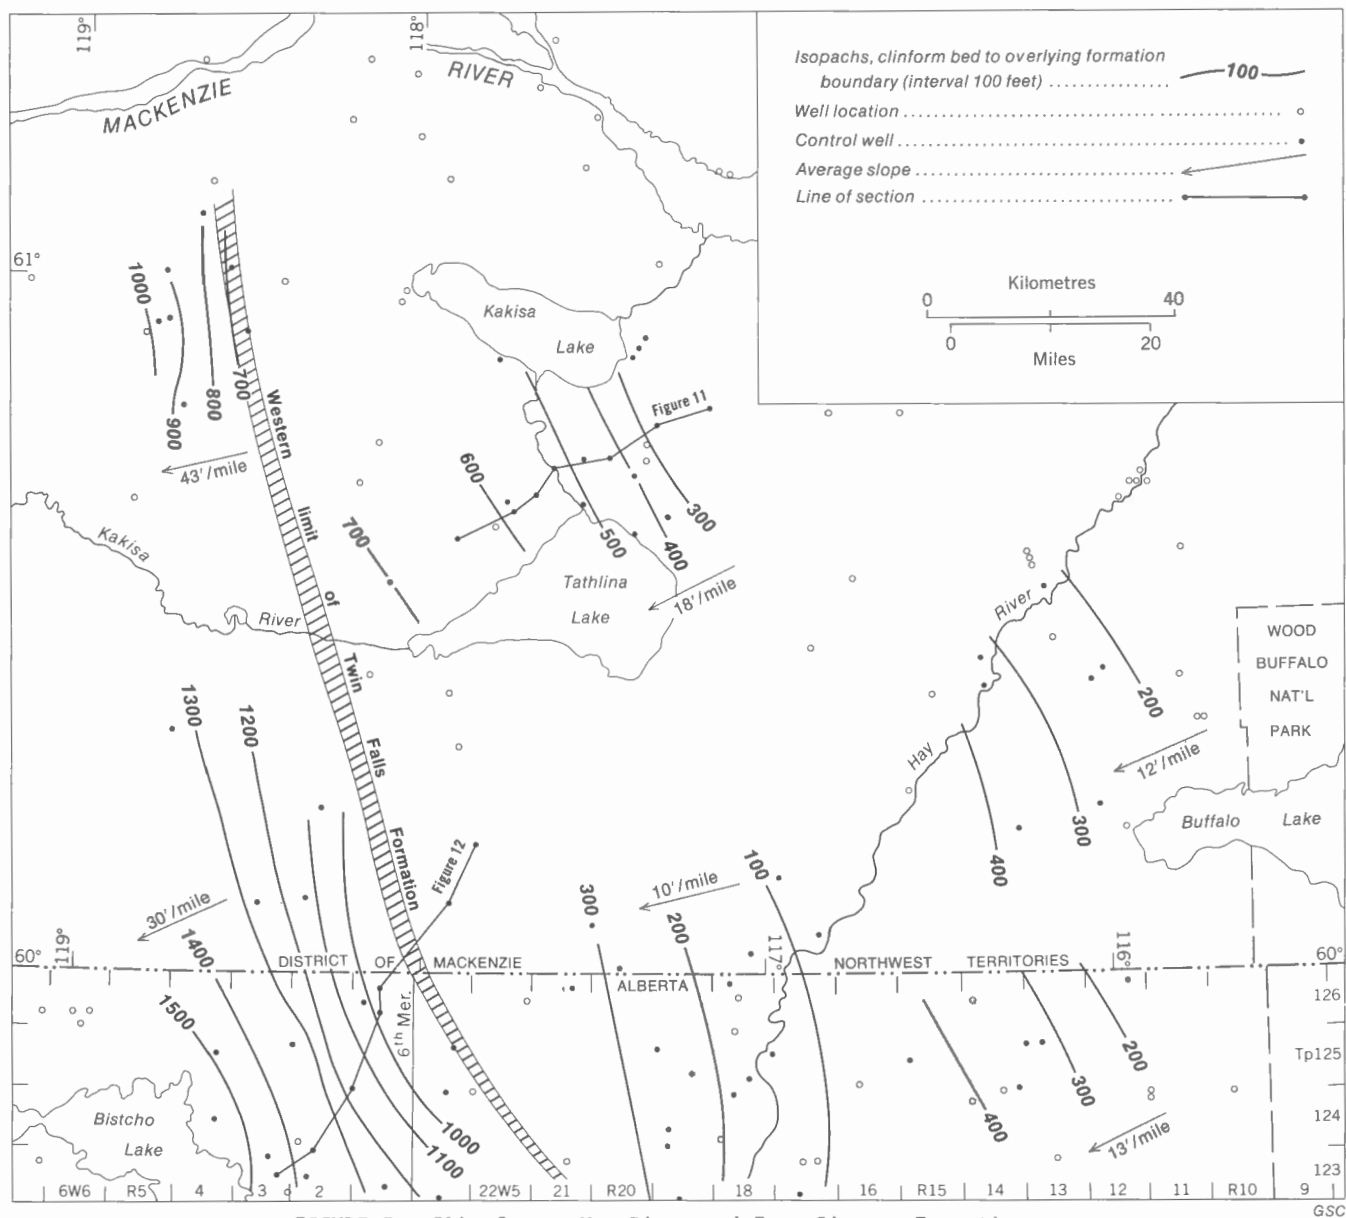 119°
118°
MACKENZIE
RIVER
Isopachs, clinform bed to overlying formation
boundary (interval 100 feet) ................
100
Well location
Control well
Average slope
Line of section
Kilometres
0 40
0 20
Miles
61°
1000
900
800
700
43'/mile
Western limit of Twin Falls Formation
Kakisa
Lake
Figure 11
600
700
500
400
300
18'/mile
Tathlina
Lake
Kakisa
River
River
Hay
200
300
400
12'/mile
WOOD
BUFFALO
NAT'L
PARK
Buffalo Lake
1300
1200
30'/mile
1400
1500
1000
1100
Figure 12
300
200
100
10'/mile
60°
119°
117°
116°
60°
DISTRICT OF MACKENZIE
NORTHWEST TERRITORIES
ALBERTA
6th Mer.
400
300
200
13'/mile
126
Tp125
124
123
Bistcho
Lake
6W6 R5 4 3 2 22W5 21 R20 18 16 R15 14 13 12 11 R10 9
GSC